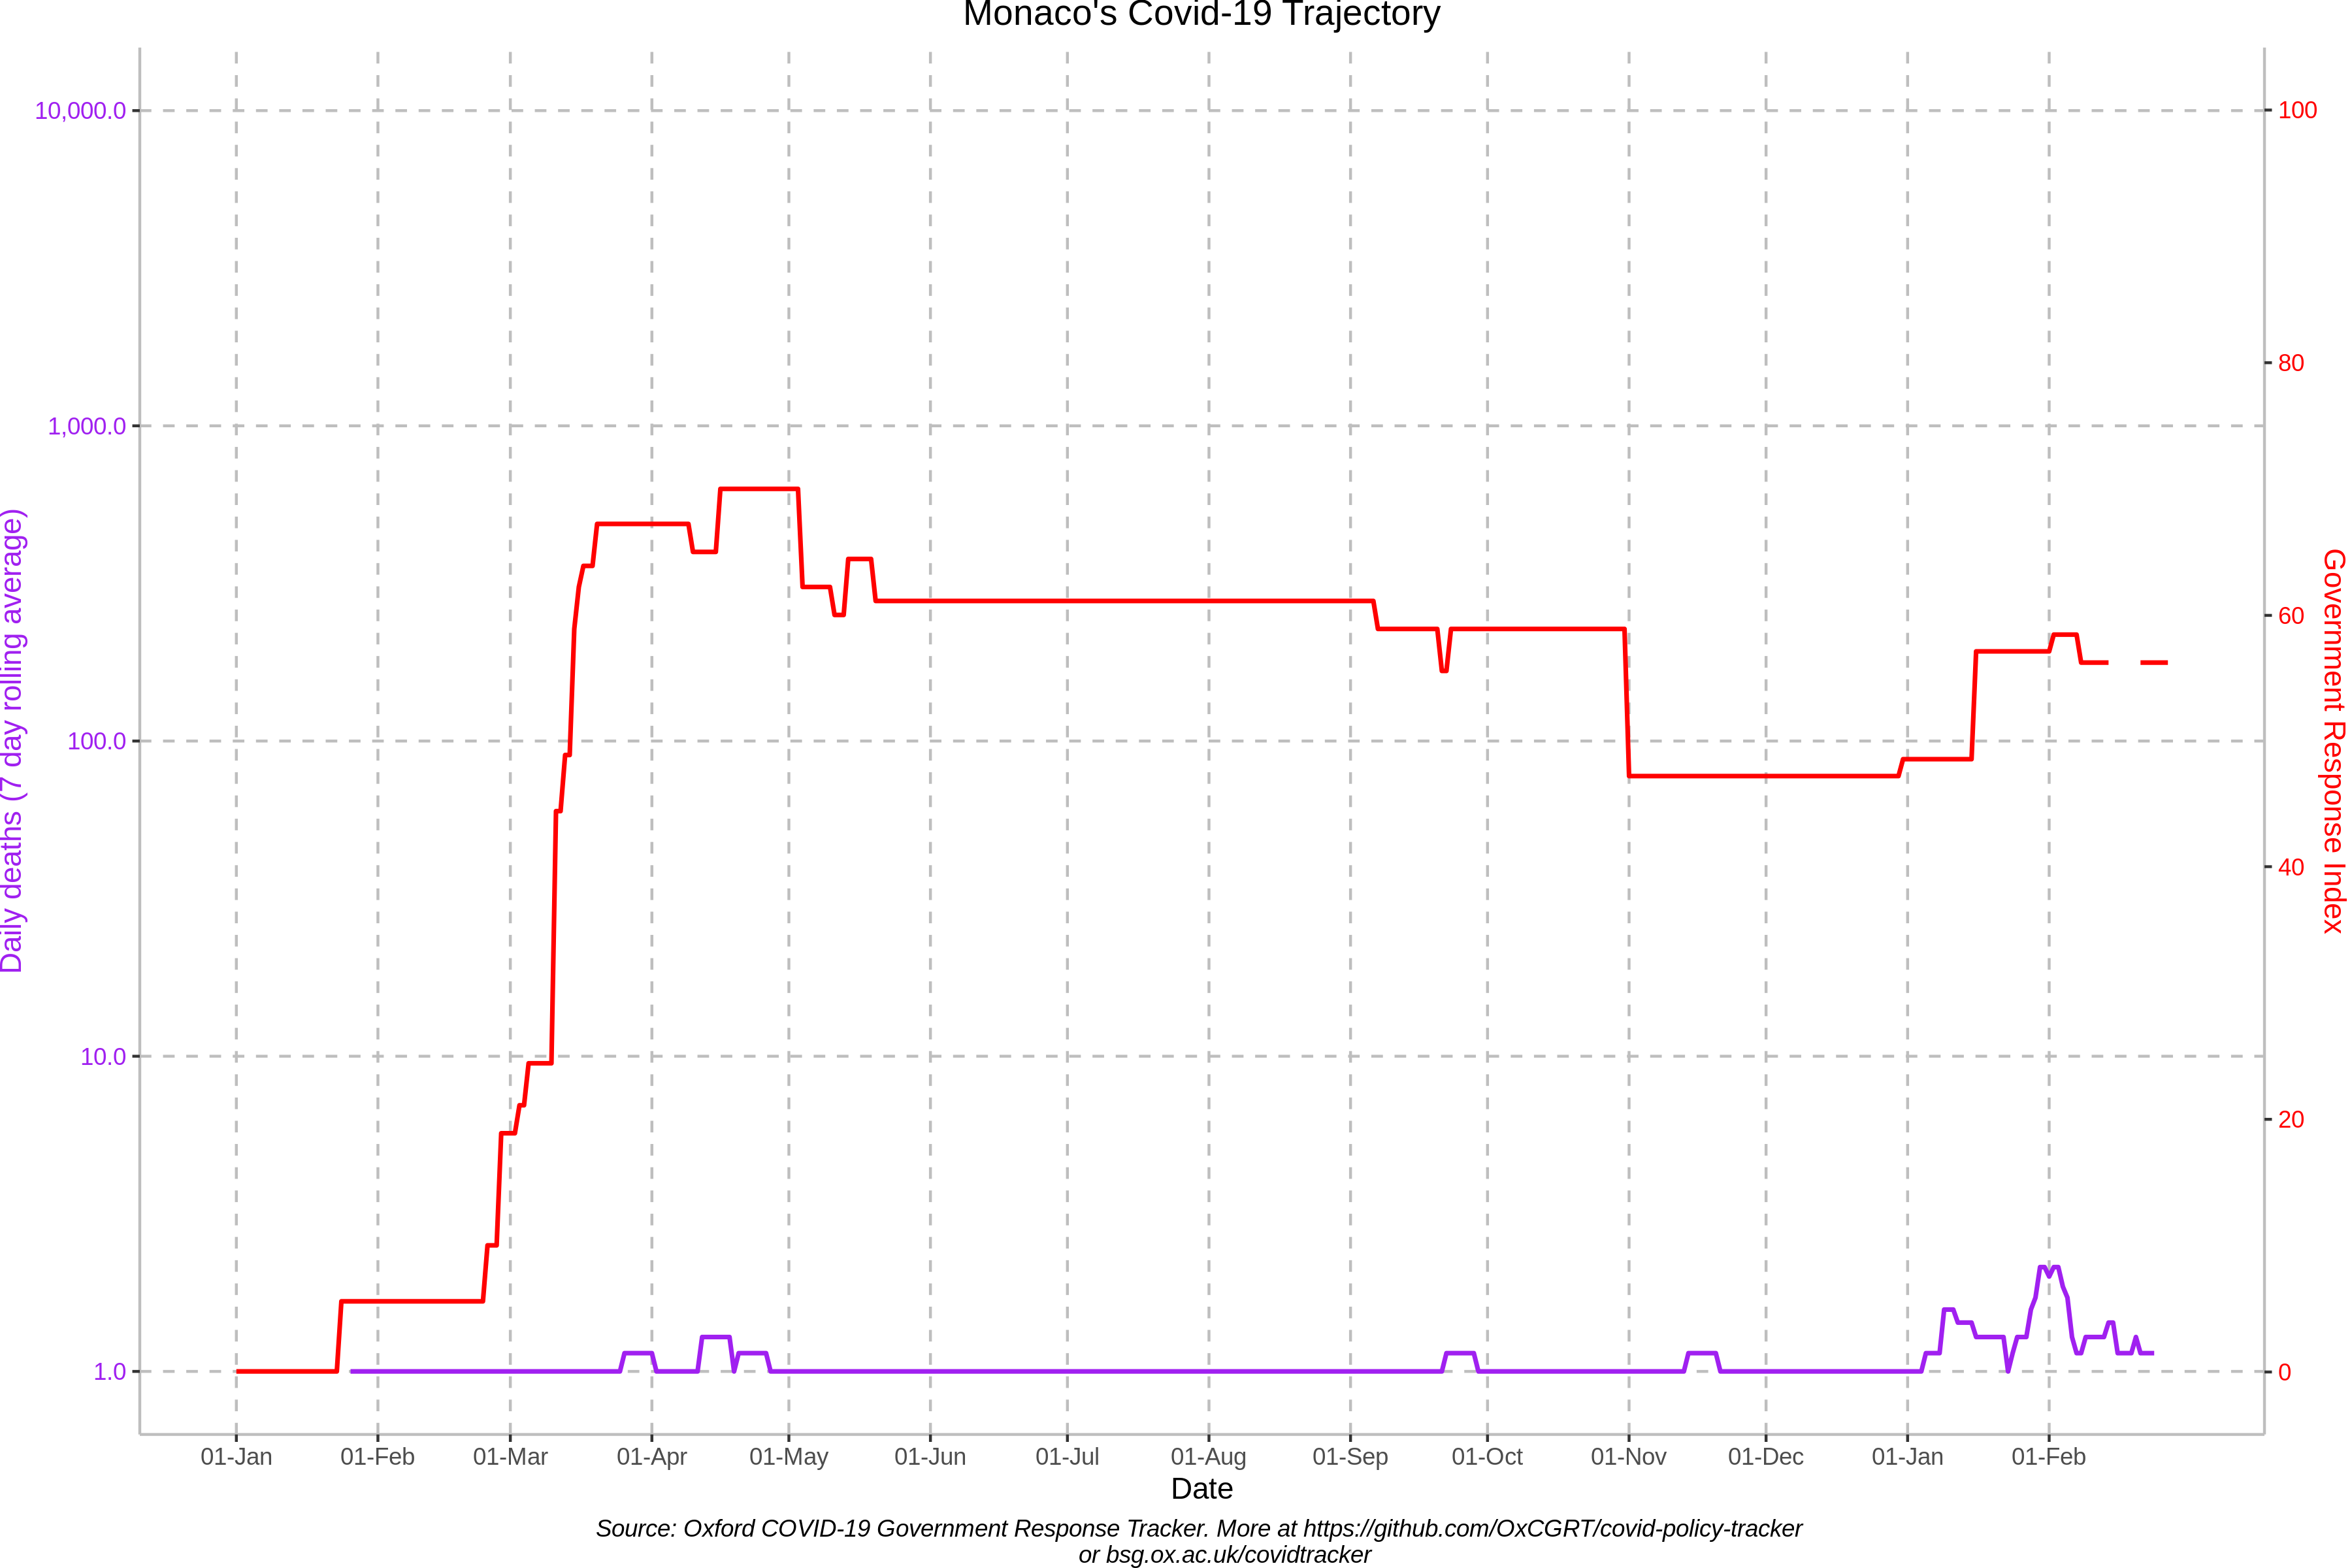 Monaco's Covid-19 Trajectory
10,000.0
1,000.0
100.0
10.0
1.0
Daily deaths (7 day rolling average)
100
80
60
40
20
0
Government Response Index
01-Jan
01-Feb
01-Mar
01-Apr
01-May
01-Jun
01-Jul
01-Aug
01-Sep
01-Oct
01-Nov
01-Dec
01-Jan
01-Feb
Date
Source: Oxford COVID-19 Government Response Tracker. More at https://github.com/OxCGRT/covid-policy-tracker
or bsg.ox.ac.uk/covidtracker